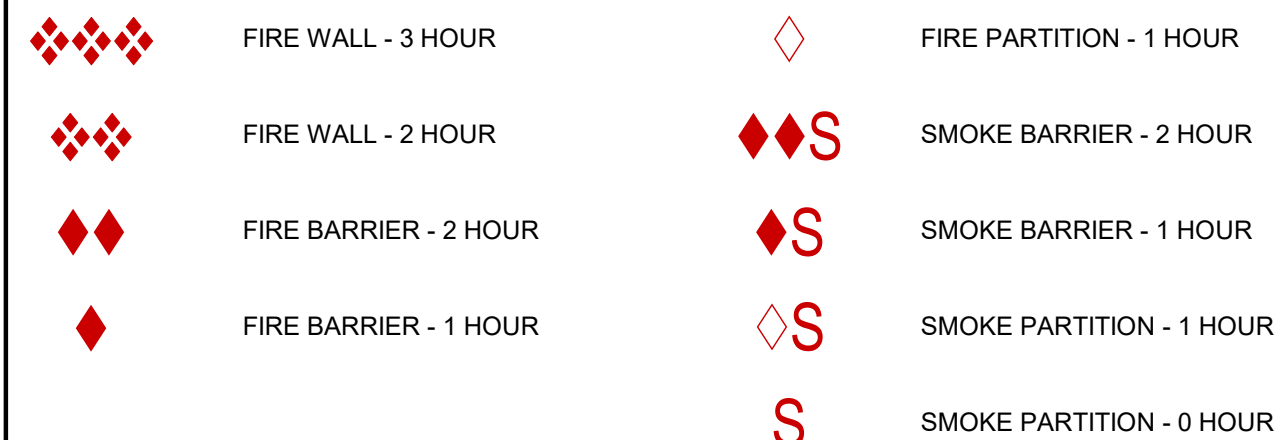 FIRE WALL - 3 HOUR
FIRE PARTITION - 1 HOUR
FIRE WALL - 2 HOUR
S SMOKE BARRIER - 2 HOUR
FIRE BARRIER - 2 HOUR
S SMOKE BARRIER - 1 HOUR
FIRE BARRIER - 1 HOUR
S SMOKE PARTITION - 1 HOUR
S SMOKE PARTITION - 0 HOUR